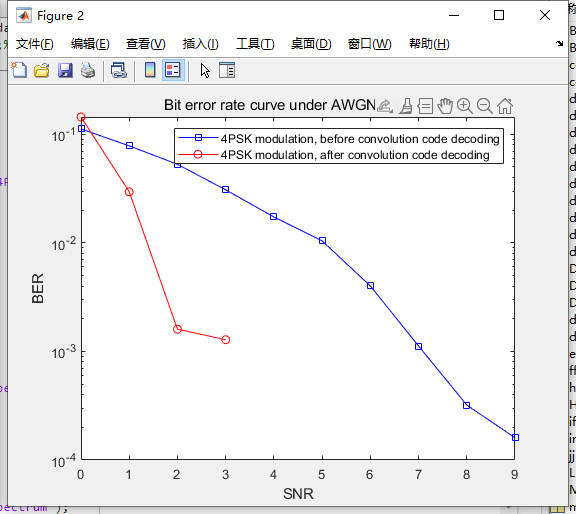 Figure 2
文件(F) 编辑(E) 查看(V) 插入(I) 工具(T) 桌面(D) 窗口(W) 帮助(H)
Bit error rate curve under AWGN
4PSK modulation, before convolution code decoding
4PSK modulation, after convolution code decoding
10-1
10-2
10-3
10-4
BER
0 1 2 3 4 5 6 7 8 9
SNR
pectrum");